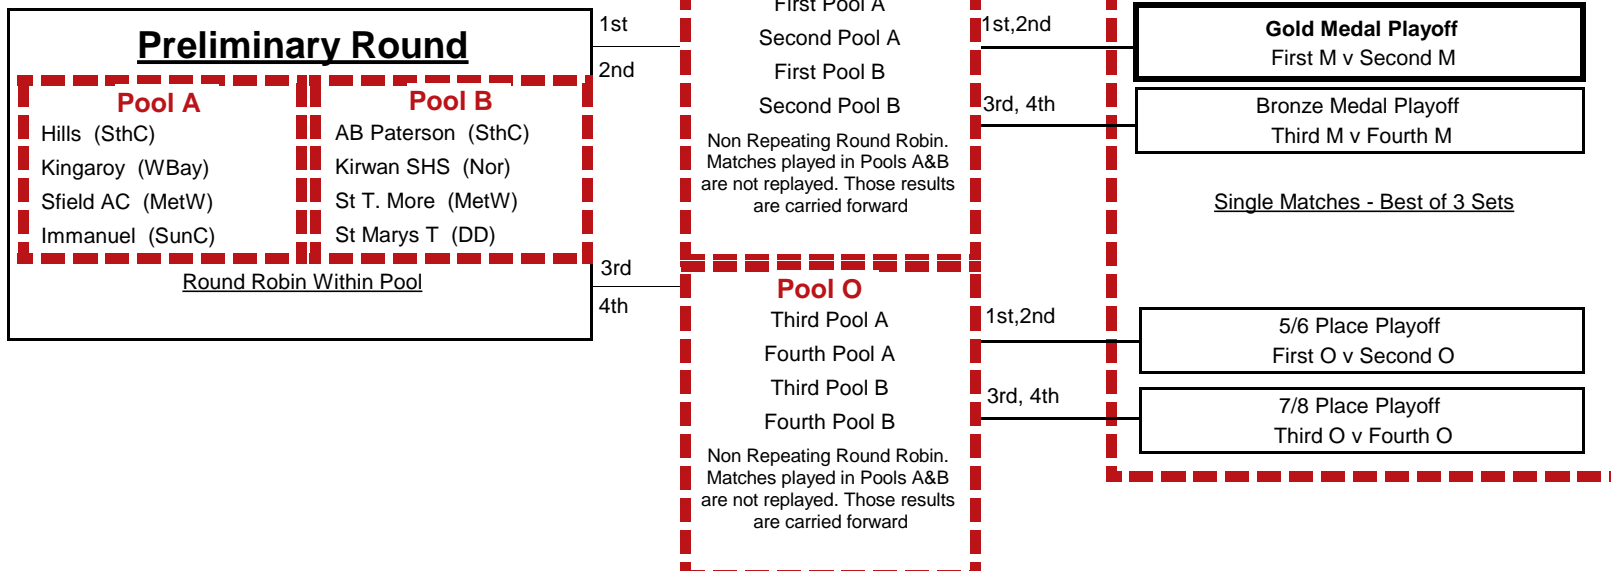 Preliminary Round
Pool A
Hills (SthC)
Kingaroy (WBay)
Sfield AC (MetW)
Immanuel (SunC)
Pool B
AB Paterson (SthC)
Kirwan SHS (Nor)
St T. More (MetW)
St Marys T (DD)
Round Robin Within Pool
1st
2nd
3rd
4th
First Pool A
Second Pool A
First Pool B
Second Pool B
Non Repeating Round Robin.
Matches played in Pools A&B
are not replayed. Those results
are carried forward
Pool O
Third Pool A
Fourth Pool A
Third Pool B
Fourth Pool B
Non Repeating Round Robin.
Matches played in Pools A&B
are not replayed. Those results
are carried forward
1st,2nd
3rd, 4th
1st,2nd
3rd, 4th
Gold Medal Playoff
First M v Second M
Bronze Medal Playoff
Third M v Fourth M
Single Matches - Best of 3 Sets
5/6 Place Playoff
First O v Second O
7/8 Place Playoff
Third O v Fourth O